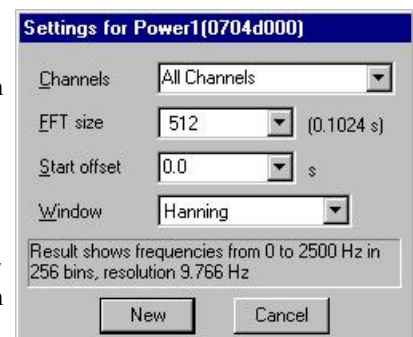 Settings for Power1(0704d000)
Channels All Channels
FFT size 512 (0.1024 s)
Start offset 0.0 s
Window Hanning
Result shows frequencies from 0 to 2500 Hz in
256 bins, resolution 9.766 Hz
New Cancel